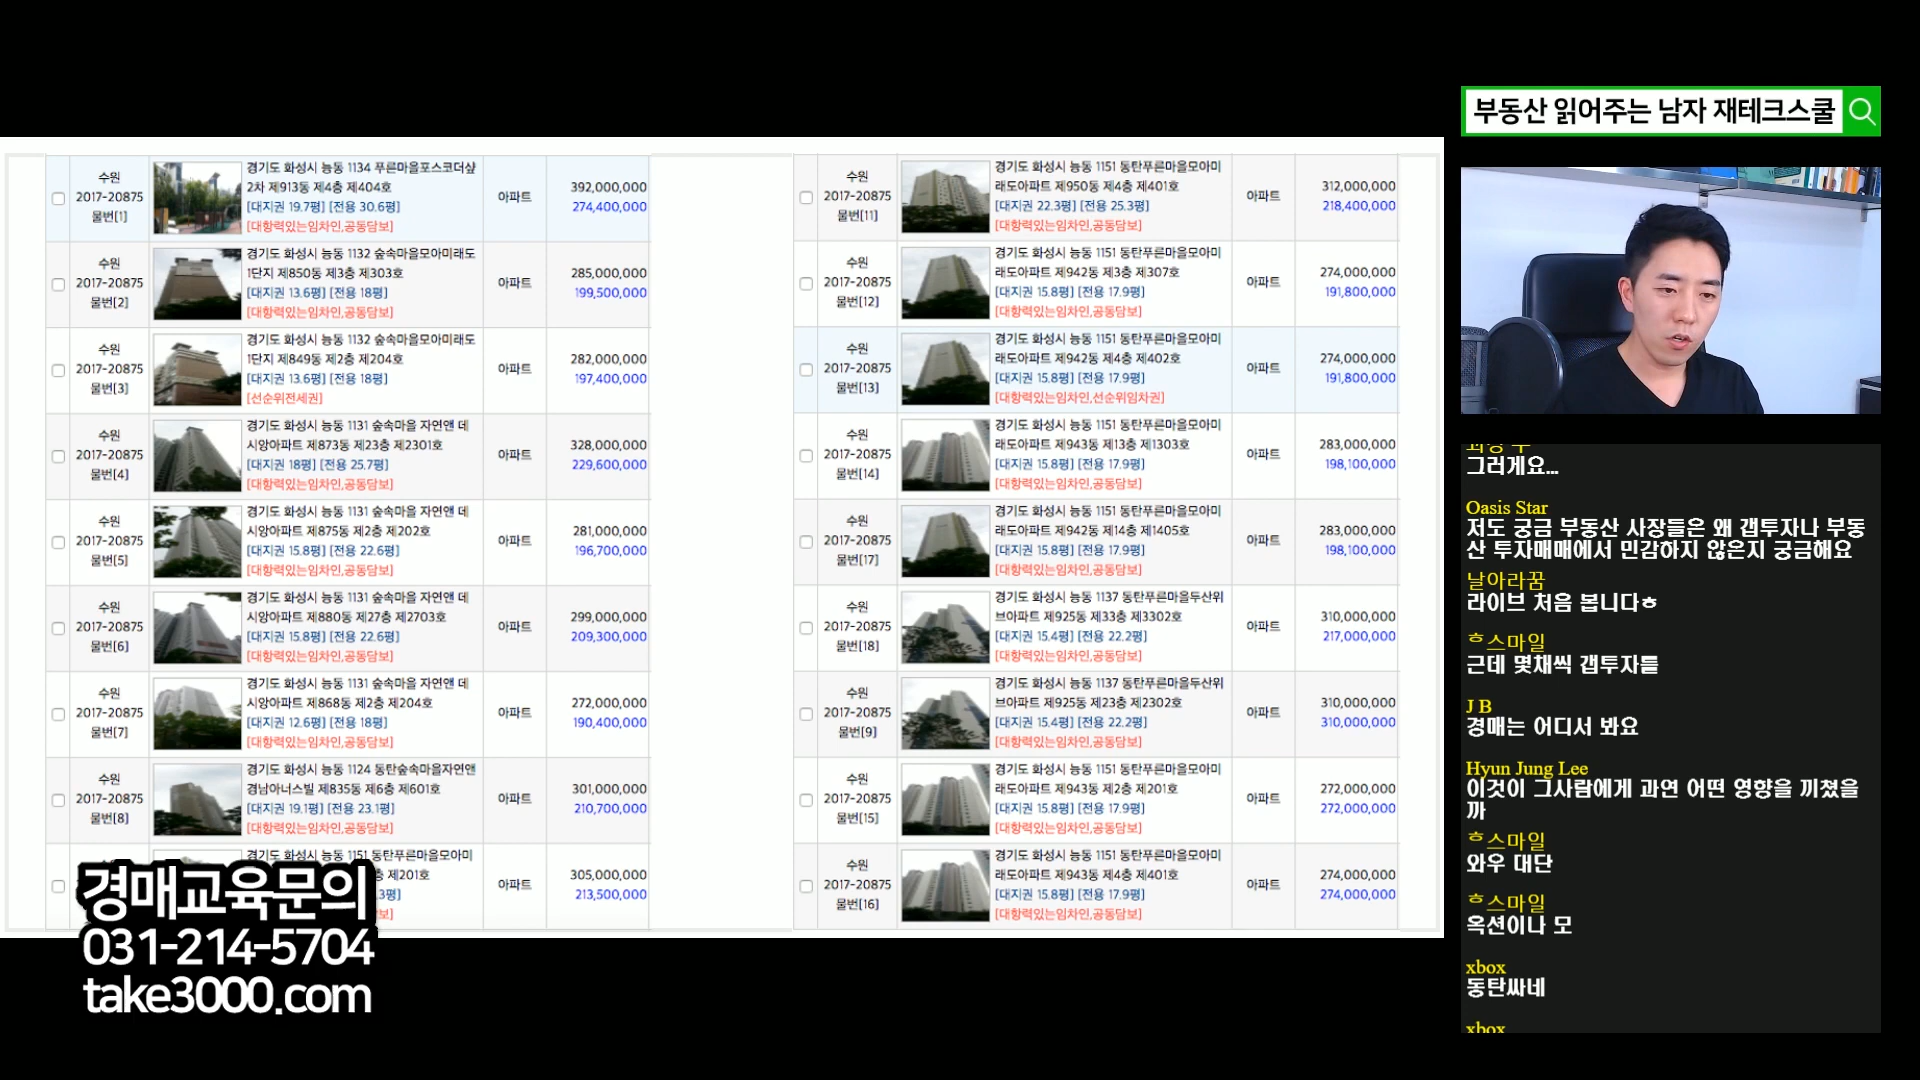 수원
2017-20875
물번[1]
경기도 화성시 능동 1134 푸른마을포스코더샾
2차 제913동 제4층 제404호
[대지권 19.7평] [전용 30.6평]
[대항력있는임차인,공동담보]
아파트
392,000,000
274,400,000
수원
2017-20875
물번[2]
경기도 화성시 능동 1132 숲속마을모아미래도
1단지 제850동 제3층 제303호
[대지권 13.6평] [전용 18평]
[대항력있는임차인,공동담보]
아파트
285,000,000
199,500,000
수원
2017-20875
물번[3]
경기도 화성시 능동 1132 숲속마을모아미래도
1단지 제849동 제2층 제204호
[대지권 13.6평] [전용 18평]
[선순위전세권]
아파트
282,000,000
197,400,000
수원
2017-20875
물번[4]
경기도 화성시 능동 1131 숲속마을 자연앤 데
시앙아파트 제873동 제23층 제2301호
[대지권 18평] [전용 25.7평]
[대항력있는임차인,공동담보]
아파트
328,000,000
229,600,000
수원
2017-20875
물번[5]
경기도 화성시 능동 1131 숲속마을 자연앤 데
시앙아파트 제875동 제2층 제202호
[대지권 15.8평] [전용 22.6평]
[대항력있는임차인,공동담보]
아파트
281,000,000
196,700,000
수원
2017-20875
물번[6]
경기도 화성시 능동 1131 숲속마을 자연앤 데
시앙아파트 제880동 제27층 제2703호
[대지권 15.8평] [전용 22.6평]
[대항력있는임차인,공동담보]
아파트
299,000,000
209,300,000
수원
2017-20875
물번[7]
경기도 화성시 능동 1131 숲속마을 자연앤 데
시앙아파트 제868동 제2층 제204호
[대지권 12.6평] [전용 18평]
[대항력있는임차인,공동담보]
아파트
272,000,000
190,400,000
수원
2017-20875
물번[8]
경기도 화성시 능동 1124 동탄숲속마을자연앤
경남아너스빌 제835동 제6층 제601호
[대지권 19.1평] [전용 23.1평]
[대항력있는임차인,공동담보]
아파트
301,000,000
210,700,000
경기도 화성시 능동 1151 동탄푸른마을모아미
층 제201호
3평]
보]
아파트
305,000,000
213,500,000
수원
2017-20875
물번[11]
경기도 화성시 능동 1151 동탄푸른마을모아미
래도아파트 제950동 제4층 제401호
[대지권 22.3평] [전용 25.3평]
[대항력있는임차인,공동담보]
아파트
312,000,000
218,400,000
수원
2017-20875
물번[12]
경기도 화성시 능동 1151 동탄푸른마을모아미
래도아파트 제942동 제3층 제307호
[대지권 15.8평] [전용 17.9평]
[대항력있는임차인,공동담보]
아파트
274,000,000
191,800,000
수원
2017-20875
물번[13]
경기도 화성시 능동 1151 동탄푸른마을모아미
래도아파트 제942동 제4층 제402호
[대지권 15.8평] [전용 17.9평]
[대항력있는임차인,선순위임차권]
아파트
274,000,000
191,800,000
수원
2017-20875
물번[14]
경기도 화성시 능동 1151 동탄푸른마을모아미
래도아파트 제943동 제13층 제1303호
[대지권 15.8평] [전용 17.9평]
[대항력있는임차인,공동담보]
아파트
283,000,000
198,100,000
수원
2017-20875
물번[17]
경기도 화성시 능동 1151 동탄푸른마을모아미
래도아파트 제942동 제14층 제1405호
[대지권 15.8평] [전용 17.9평]
[대항력있는임차인,공동담보]
아파트
283,000,000
198,100,000
수원
2017-20875
물번[18]
경기도 화성시 능동 1137 동탄푸른마을두산위
브아파트 제925동 제33층 제3302호
[대지권 15.4평] [전용 22.2평]
[대항력있는임차인,공동담보]
아파트
310,000,000
217,000,000
수원
2017-20875
물번[9]
경기도 화성시 능동 1137 동탄푸른마을두산위
브아파트 제925동 제23층 제2302호
[대지권 15.4평] [전용 22.2평]
[대항력있는임차인,공동담보]
아파트
310,000,000
310,000,000
수원
2017-20875
물번[15]
경기도 화성시 능동 1151 동탄푸른마을모아미
래도아파트 제943동 제2층 제201호
[대지권 15.8평] [전용 17.9평]
[대항력있는임차인,공동담보]
아파트
272,000,000
272,000,000
수원
2017-20875
물번[16]
경기도 화성시 능동 1151 동탄푸른마을모아미
래도아파트 제943동 제4층 제401호
[대지권 15.8평] [전용 17.9평]
[대항력있는임차인,공동담보]
아파트
274,000,000
274,000,000
경매교육문의
031-214-5704
take3000.com
부동산 읽어주는 남자 재테크스쿨
그러게요...
Oasis Star
저도 궁금 부동산 사장들은 왜 갭투자나 부동
산 투자매매에서 민감하지 않은지 궁금해요
날아라꿈
라이브 처음 봅니다ㅎ
ㅎ스마일
근데 몇채씩 갭투자를
J B
경매는 어디서 봐요
Hyun Jung Lee
이것이 그사람에게 과연 어떤 영향을 끼쳤을
까
ㅎ스마일
와우 대단
ㅎ스마일
옥션이나 모
xbox
동탄싸네
xbox